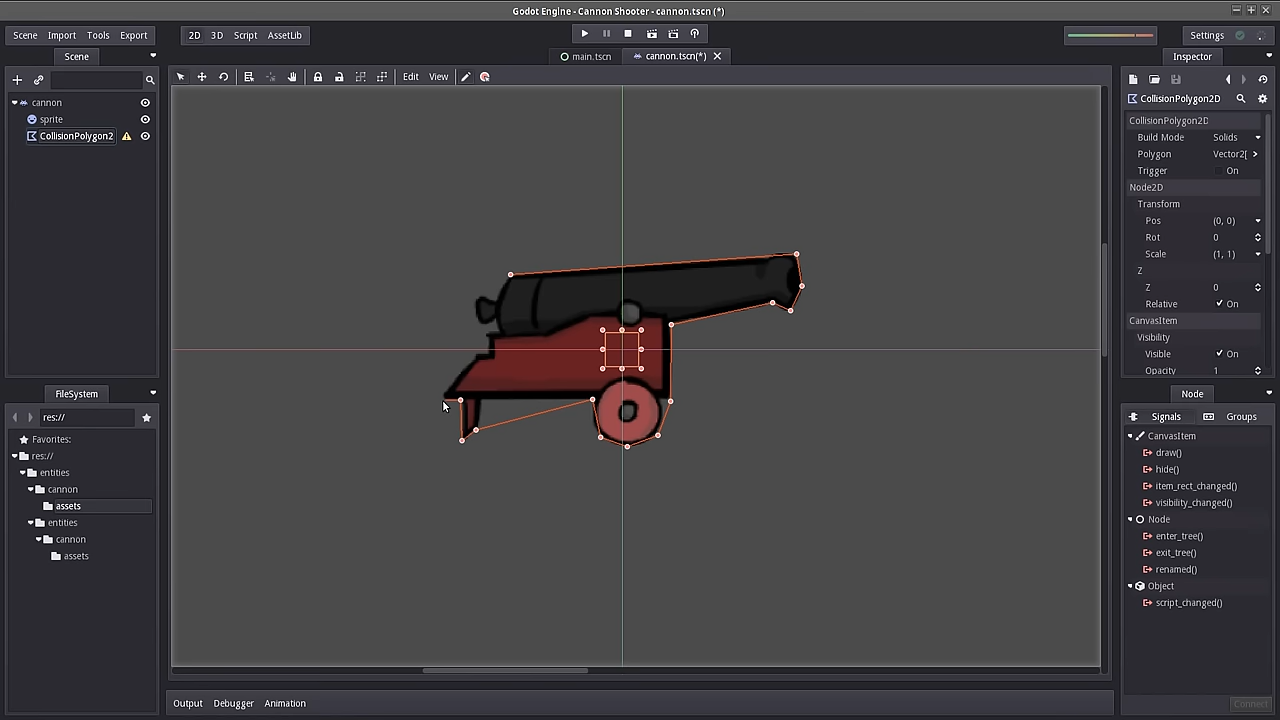 Godot Engine - Cannon Shooter - cannon.tscn (*)
Scene Import Tools Export 2D 3D Script AssetLib Settings
Scene main.tscn cannon.tscn(*) Inspector
Edit View
cannon
sprite
CollisionPolygon2
CollisionPolygon2D
CollisionPolygon2D
Build Mode Solids
Polygon Vector2[
Trigger On
Node2D
Transform
Pos (0, 0)
Rot 0
Scale (1, 1)
Z
Z 0
Relative On
CanvasItem
Visibility
Visible On
Opacity 1
FileSystem
res://
Favorites:
res://
entities
cannon
assets
entities
cannon
assets
Node
Signals Groups
CanvasItem
draw()
hide()
item_rect_changed()
visibility_changed()
Node
enter_tree()
exit_tree()
renamed()
Object
script_changed()
Connect
Output Debugger Animation